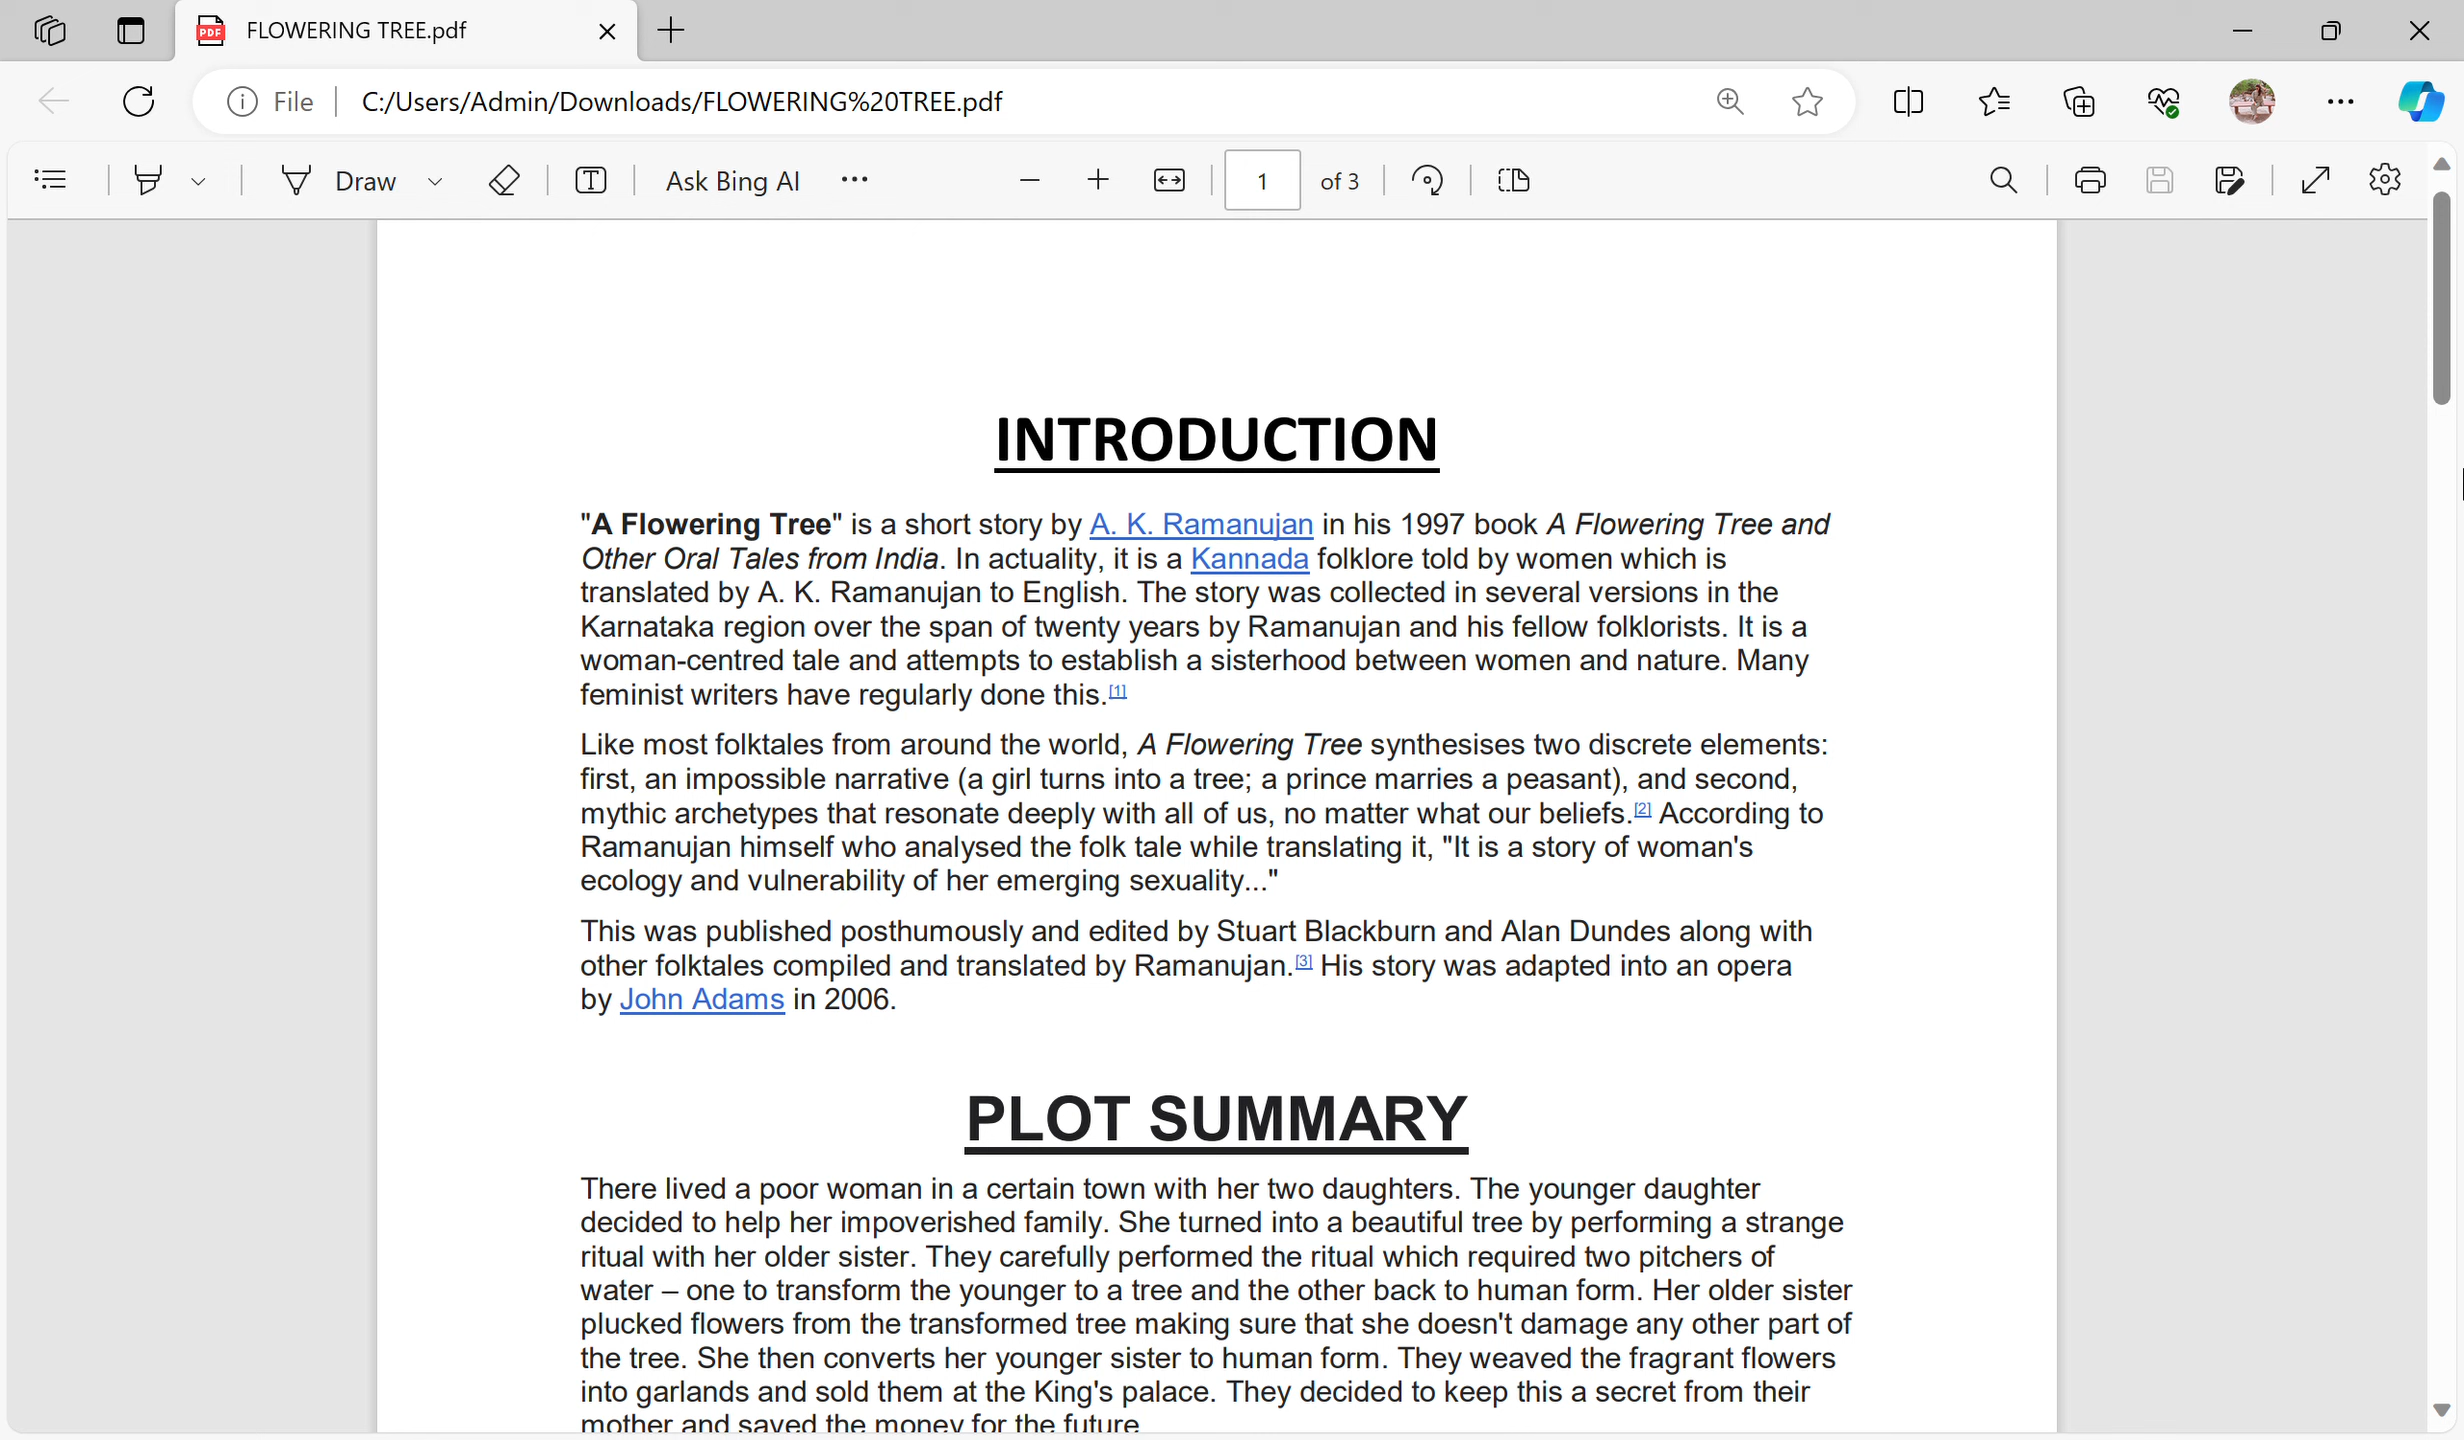 FLOWERING TREE.pdf
File
C:/Users/Admin/Downloads/FLOWERING%20TREE.pdf
Draw
Ask Bing AI
1 of 3
INTRODUCTION
"A Flowering Tree" is a short story by A. K. Ramanujan in his 1997 book A Flowering Tree and
Other Oral Tales from India. In actuality, it is a Kannada folklore told by women which is
translated by A. K. Ramanujan to English. The story was collected in several versions in the
Karnataka region over the span of twenty years by Ramanujan and his fellow folklorists. It is a
woman-centred tale and attempts to establish a sisterhood between women and nature. Many
feminist writers have regularly done this.[1]
Like most folktales from around the world, A Flowering Tree synthesises two discrete elements:
first, an impossible narrative (a girl turns into a tree; a prince marries a peasant), and second,
mythic archetypes that resonate deeply with all of us, no matter what our beliefs.[2] According to
Ramanujan himself who analysed the folk tale while translating it, "It is a story of woman's
ecology and vulnerability of her emerging sexuality..."
This was published posthumously and edited by Stuart Blackburn and Alan Dundes along with
other folktales compiled and translated by Ramanujan.[3] His story was adapted into an opera
by John Adams in 2006.
PLOT SUMMARY
There lived a poor woman in a certain town with her two daughters. The younger daughter
decided to help her impoverished family. She turned into a beautiful tree by performing a strange
ritual with her older sister. They carefully performed the ritual which required two pitchers of
water – one to transform the younger to a tree and the other back to human form. Her older sister
plucked flowers from the transformed tree making sure that she doesn't damage any other part of
the tree. She then converts her younger sister to human form. They weaved the fragrant flowers
into garlands and sold them at the King's palace. They decided to keep this a secret from their
mother and saved the money for the future